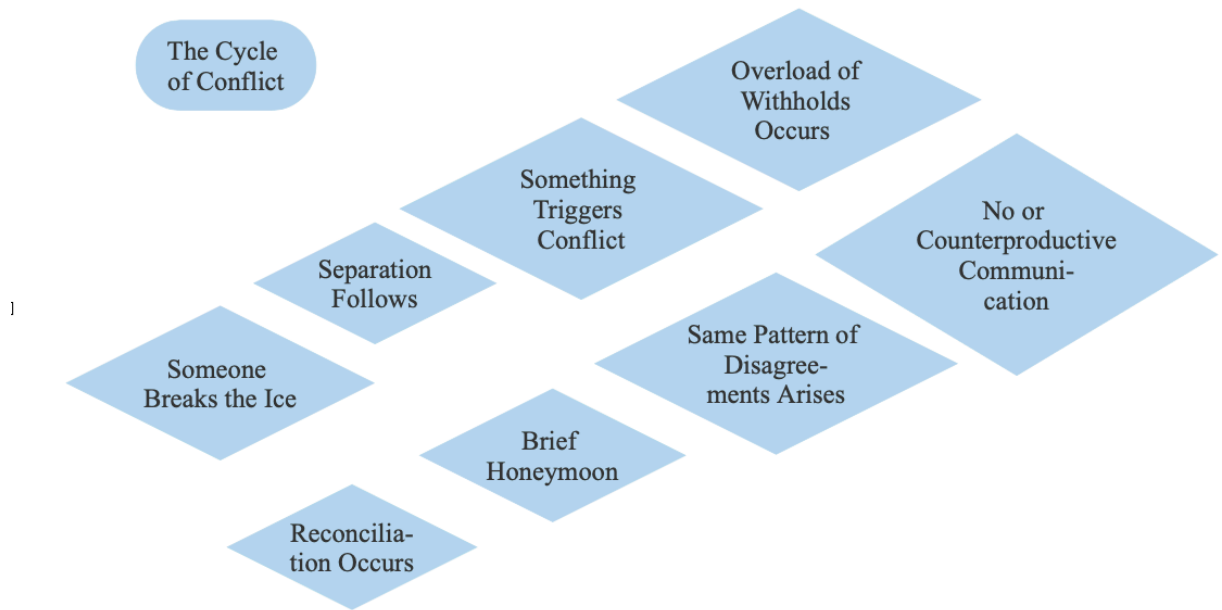 The Cycle
of Conflict
Overload of
Withholds
Occurs
Something
Triggers
Conflict
No or
Counterproductive
Communi-
cation
Separation
Follows
Same Pattern of
Disagree-
ments Arises
Someone
Breaks the Ice
Brief
Honeymoon
Reconcilia-
tion Occurs